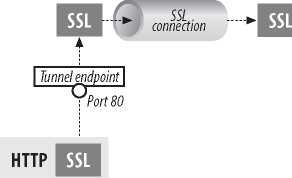 SSL
SSL
connection
SSL
Tunnel endpoint
Port 80
HTTP
SSL